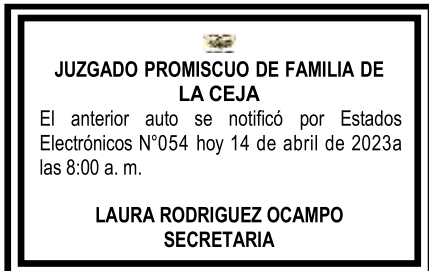 JUZGADO PROMISCUO DE FAMILIA DE
LA CEJA
El anterior auto se notificó por Estados
Electrónicos N°054 hoy 14 de abril de 2023a
las 8:00 a. m.
LAURA RODRIGUEZ OCAMPO
SECRETARIA